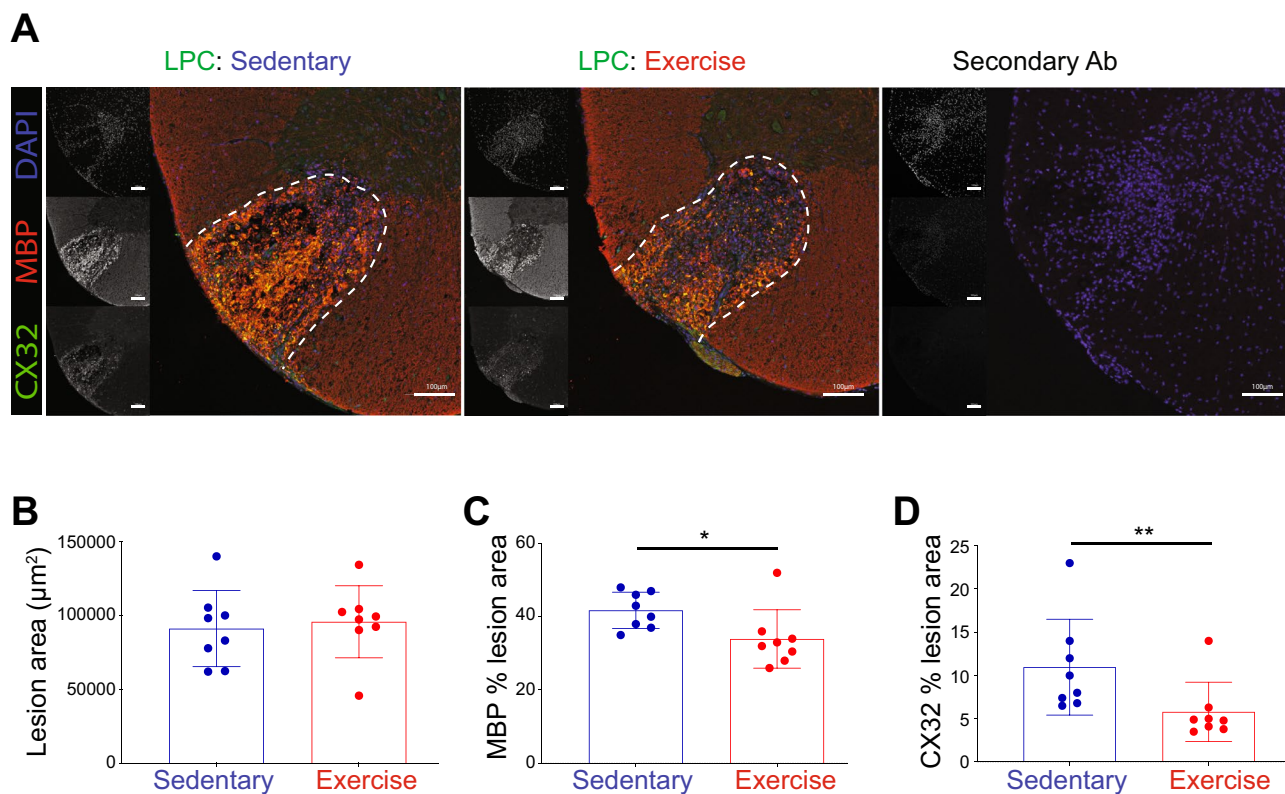 A
LPC: Sedentary
LPC: Exercise
Secondary Ab
CX32 MBP DAPI
100µm
100µm
100µm
B
Lesion area (µm²)
150000
100000
50000
0
Sedentary
Exercise
C
MBP % lesion area
60
40
20
0
*
Sedentary
Exercise
D
CX32 % lesion area
25
20
15
10
5
0
**
Sedentary
Exercise